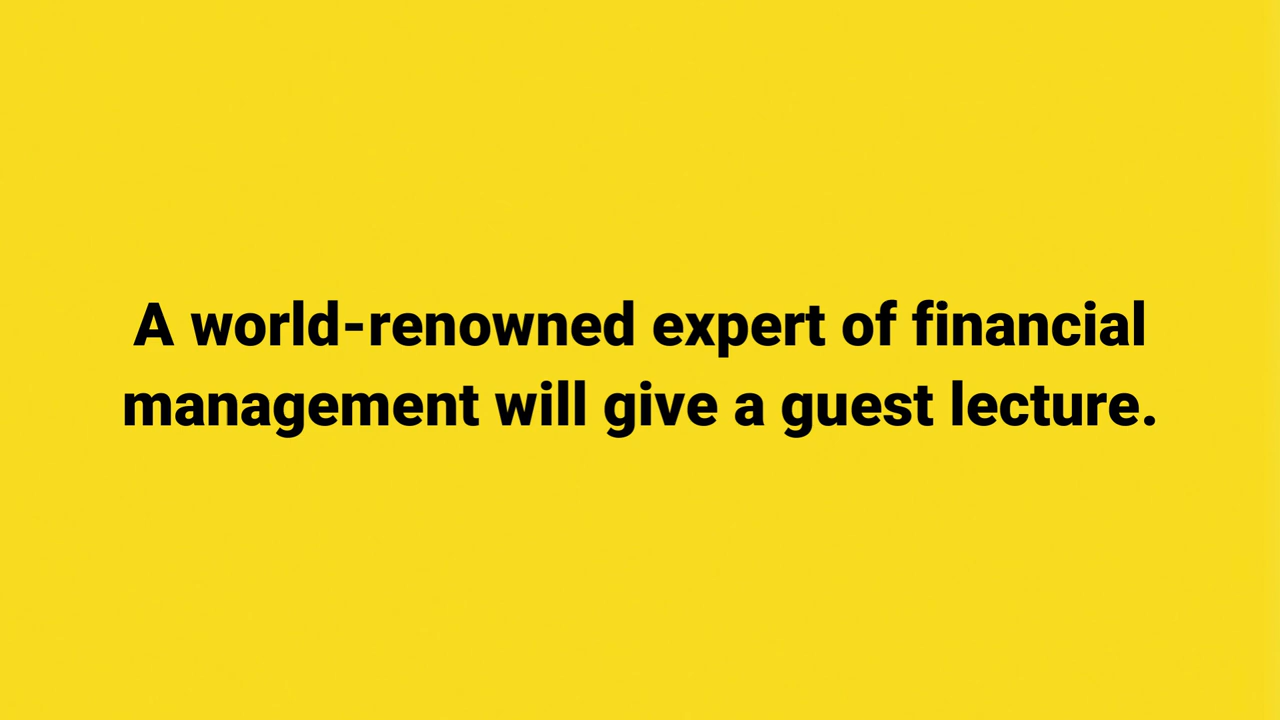 A world-renowned expert of financial
management will give a guest lecture.